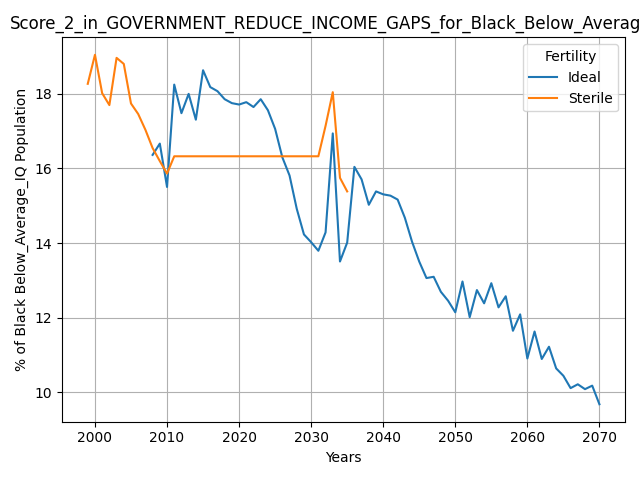 Score_2_in_GOVERNMENT_REDUCE_INCOME_GAPS_for_Black_Below_Averag
Fertility
Ideal
Sterile
% of Black Below_Average_IQ Population
18
16
14
12
10
2000 2010 2020 2030 2040 2050 2060 2070
Years